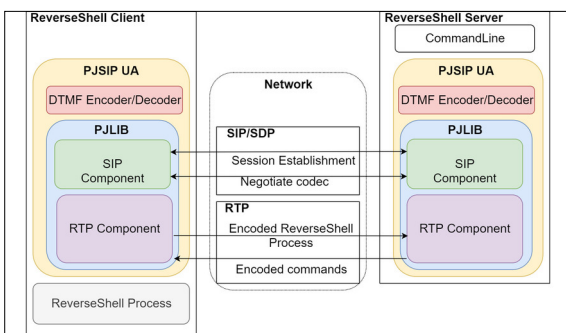 ReverseShell Client
ReverseShell Server
CommandLine
PJSIP UA
DTMF Encoder/Decoder
PJLIB
SIP
Component
RTP Component
ReverseShell Process
Network
SIP/SDP
Session Establishment
Negotiate codec
RTP
Encoded ReverseShell
Process
Encoded commands
PJSIP UA
DTMF Encoder/Decoder
PJLIB
SIP
Component
RTP Component